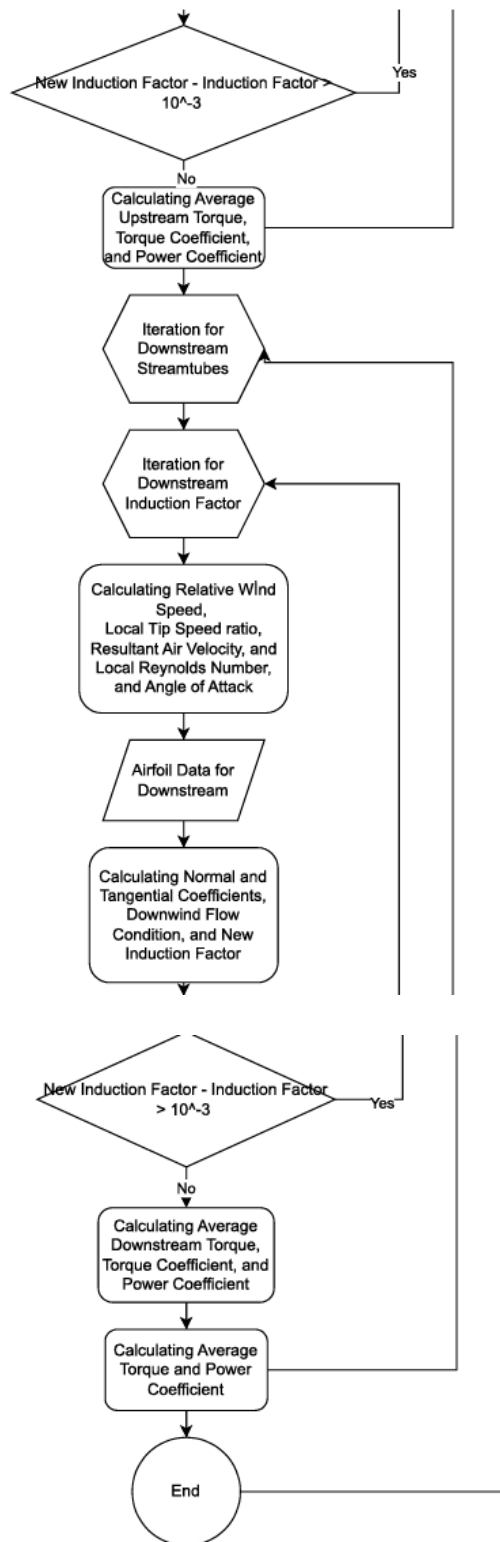 New Induction Factor - Induction Factor >
10^-3
Yes
No
Calculating Average
Upstream Torque,
Torque Coefficient,
and Power Coefficient
Iteration for
Downstream
Streamtubes
Iteration for
Downstream
Induction Factor
Calculating Relative Wİnd
Speed,
Local Tip Speed ratio,
Resultant Air Velocity, and
Local Reynolds Number,
and Angle of Attack
Airfoil Data for
Downstream
Calculating Normal and
Tangential Coefficients,
Downwind Flow
Condition, and New
Induction Factor
New Induction Factor - Induction Factor
> 10^-3
Yes
No
Calculating Average
Downstream Torque,
Torque Coefficient, and
Power Coefficient
Calculating Average
Torque and Power
Coefficient
End